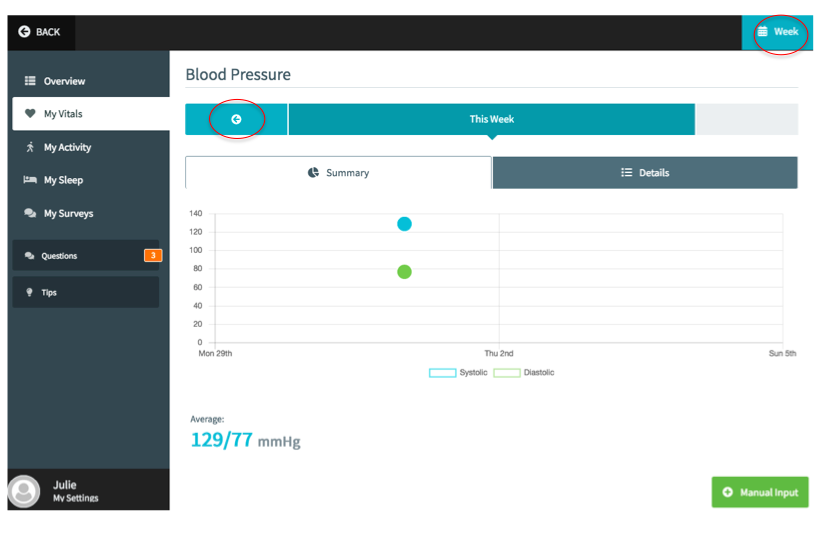 BACK
Week
Overview
My Vitals
My Activity
My Sleep
My Surveys
Questions 3
Tips
Julie
My Settings
Blood Pressure
This Week
Summary
Details
140
120
100
80
60
40
20
0
Mon 29th Thu 2nd Sun 5th
Systolic Diastolic
Average:
129/77 mmHg
Manual Input